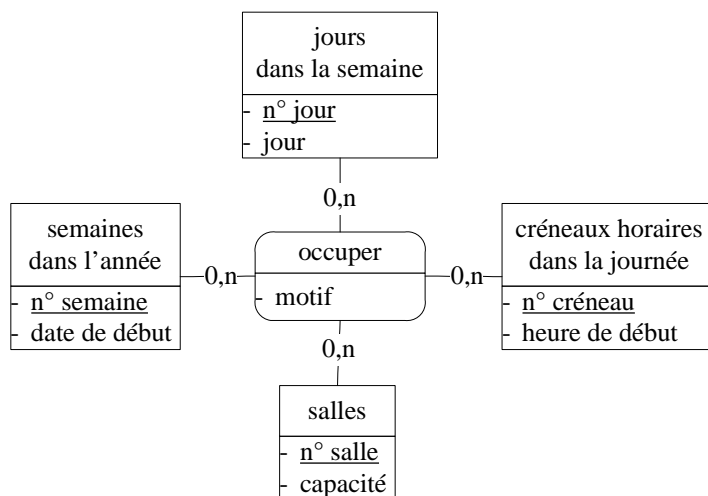 jours
dans la semaine
- n° jour
- jour
0,n
semaines
dans l’année
- n° semaine
- date de début
0,n
occuper
- motif
0,n
créneaux horaires
dans la journée
- n° créneau
- heure de début
0,n
salles
- n° salle
- capacité